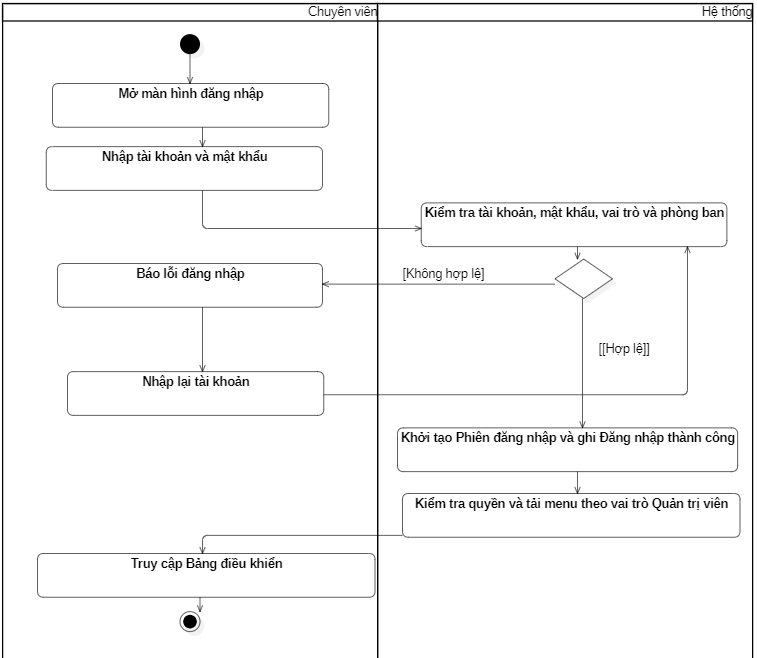 Chuyên viên
Hệ thống
Mở màn hình đăng nhập
Nhập tài khoản và mật khẩu
Kiểm tra tài khoản, mật khẩu, vai trò và phòng ban
Báo lỗi đăng nhập
[Không hợp lệ]
[[Hợp lệ]]
Nhập lại tài khoản
Khởi tạo Phiên đăng nhập và ghi Đăng nhập thành công
Kiểm tra quyền và tải menu theo vai trò Quản trị viên
Truy cập Bảng điều khiển